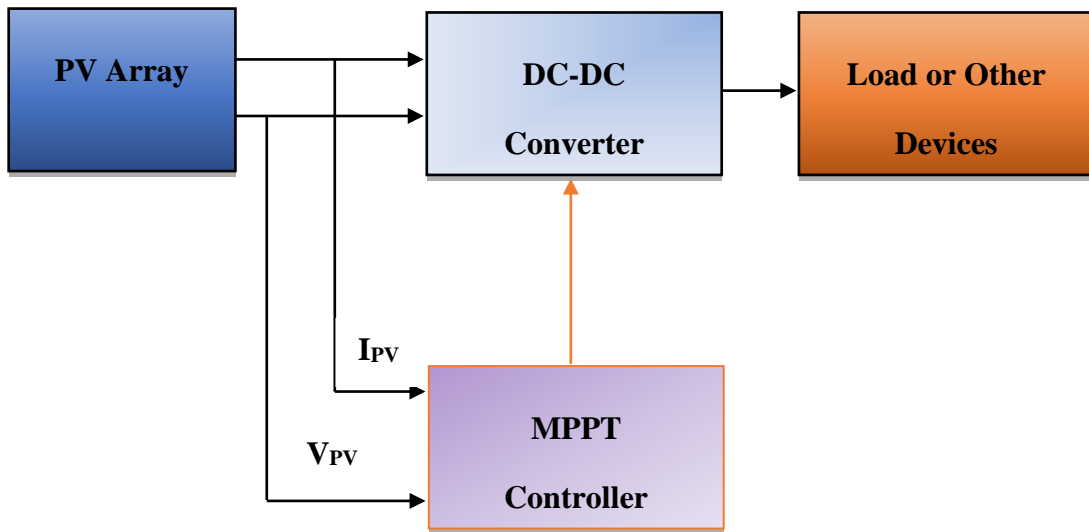 PV Array
DC-DC
Converter
Load or Other
Devices
IPV
VPV
MPPT
Controller